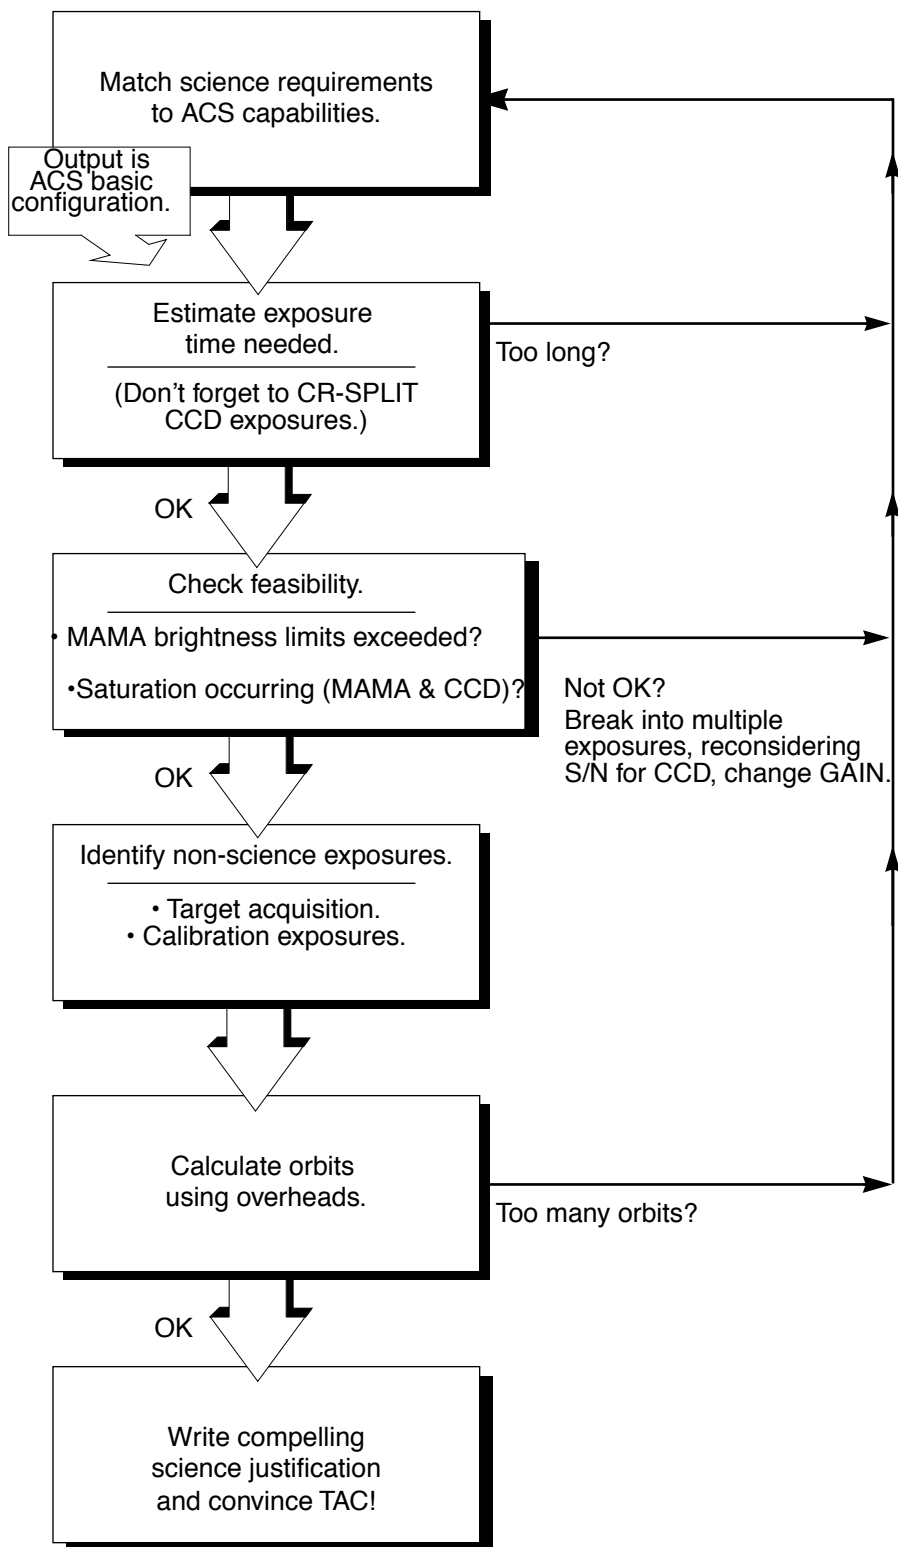 Match science requirements
to ACS capabilities.
Output is
ACS basic
configuration.
Estimate exposure
time needed.
(Don't forget to CR-SPLIT
CCD exposures.)
Too long?
OK
Check feasibility.
• MAMA brightness limits exceeded?
•Saturation occurring (MAMA & CCD)?
Not OK?
Break into multiple
exposures, reconsidering
S/N for CCD, change GAIN.
OK
Identify non-science exposures.
• Target acquisition.
• Calibration exposures.
Calculate orbits
using overheads.
Too many orbits?
OK
Write compelling
science justification
and convince TAC!